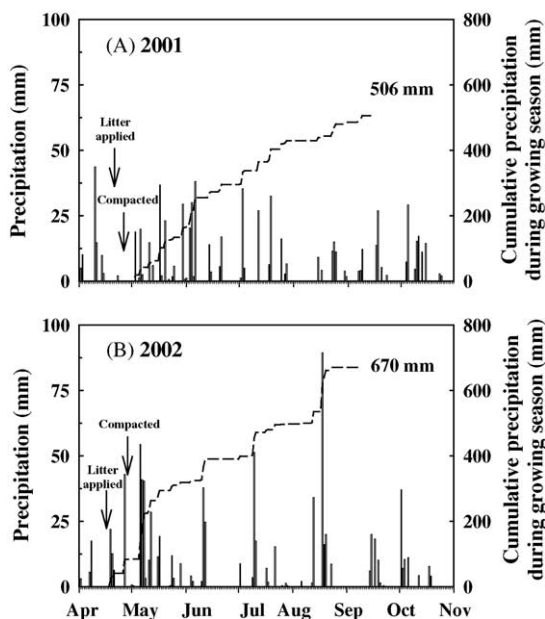 (A) 2001
Precipitation (mm)
100
75
50
25
0
Litter
applied
Compacted
506 mm
800
600
400
200
0
Cumulative precipitation
during growing season (mm)
(B) 2002
Precipitation (mm)
100
75
50
25
0
Compacted
Litter
applied
670 mm
800
600
400
200
0
Cumulative precipitation
during growing season (mm)
Apr May Jun Jul Aug Sep Oct Nov